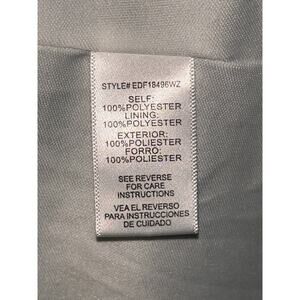 STYLE# EDF18496WZ
SELF:
100%POLYESTER
LINING:
100%POLYESTER
EXTERIOR:
100%POLIESTER
FORRO:
100%POLIESTER
SEE REVERSE
FOR CARE
INSTRUCTIONS
VEA EL REVERSO
PARA INSTRUCCIONES
DE CUIDADO